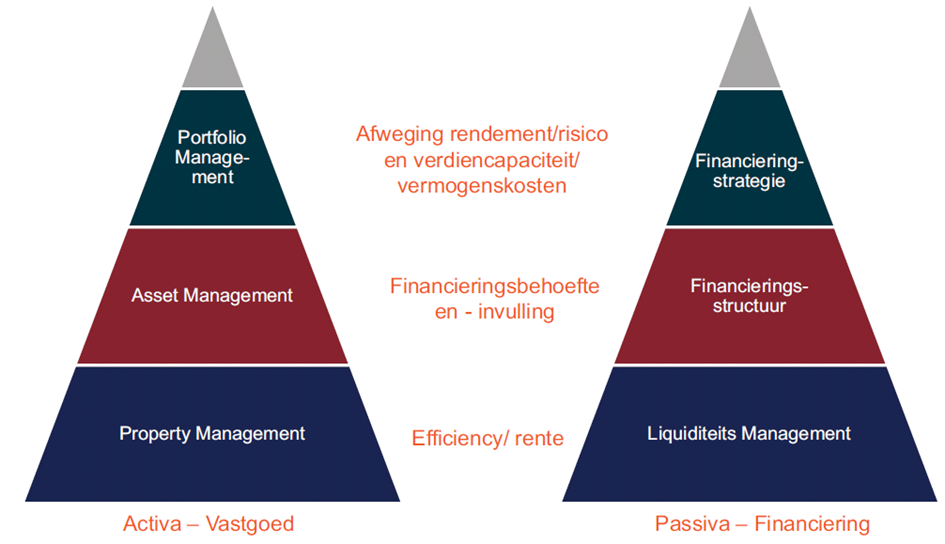 Portfolio
Manage-
ment
Afweging rendement/risico
en verdiencapaciteit/
vermogenskosten
Financiering-
strategie
Asset Management
Financieringsbehoefte
en - invulling
Financierings-
structuur
Property Management
Efficiency/ rente
Liquiditeits Management
Activa – Vastgoed
Passiva – Financiering